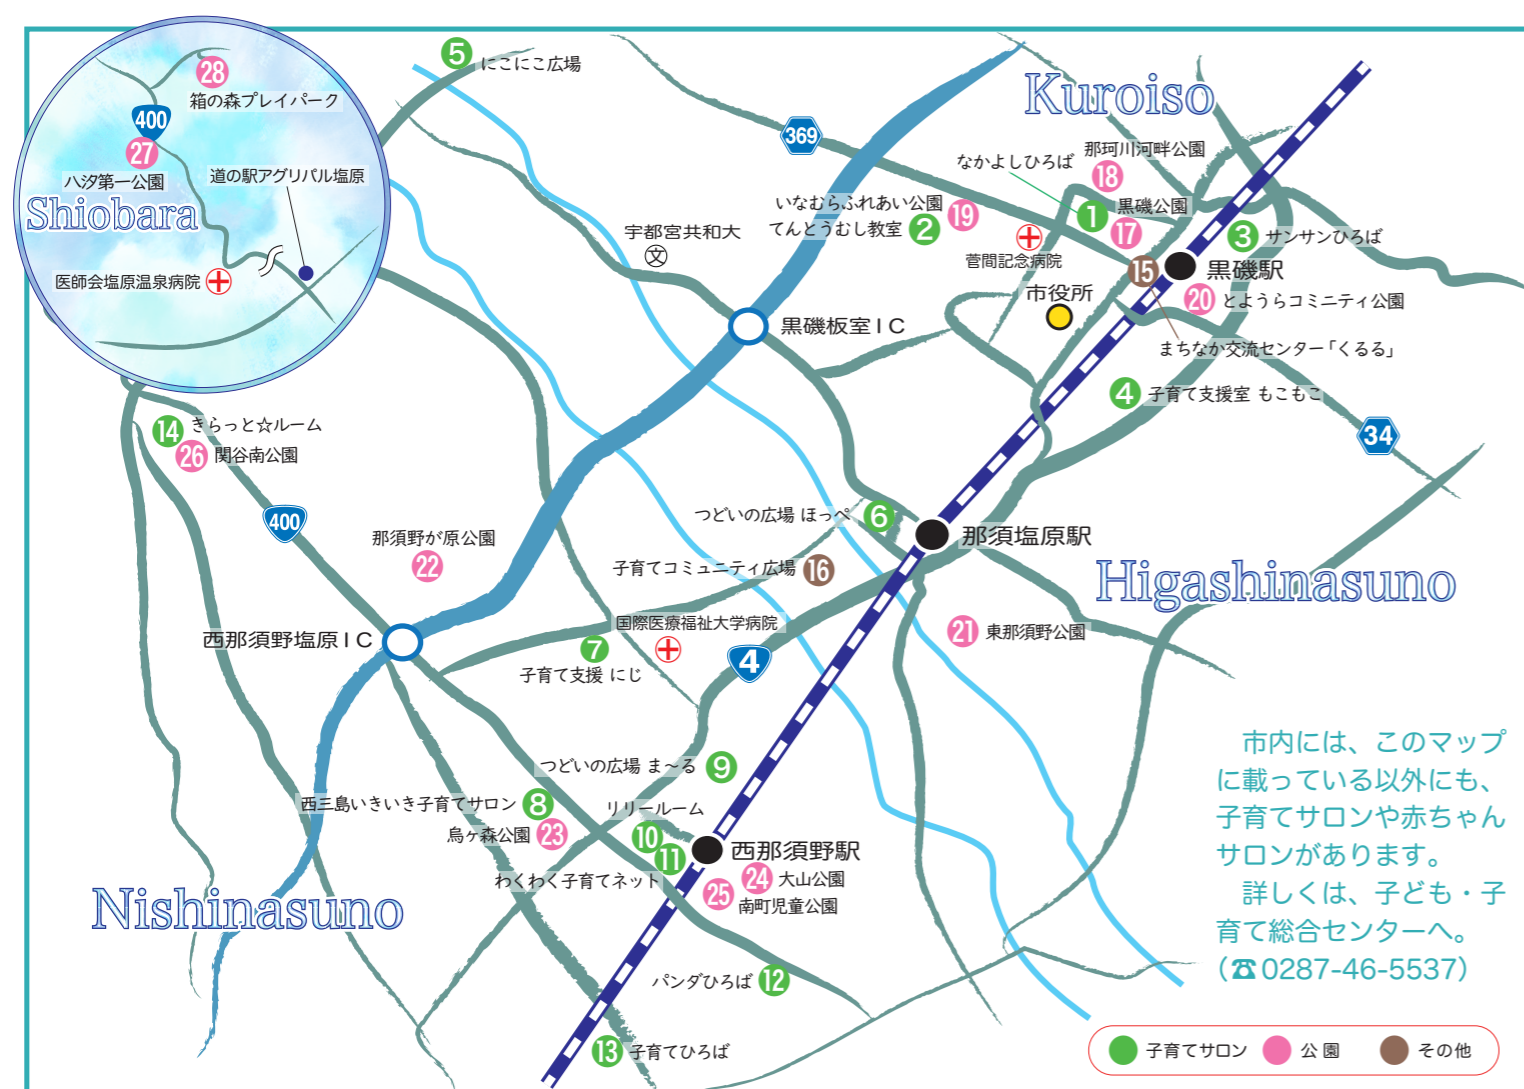 28
箱の森プレイパーク
400
27
八汐第一公園
道の駅アグリパル塩原
Shiobara
医師会塩原温泉病院
5 にこにこ広場
Kuroiso
369
那珂川河畔公園
18
なかよしひろば
1 黒磯公園
17
いなむらふれあい公園 19
てんとうむし教室 2
菅間記念病院
3 サンサンひろば
宇都宮共和大
文
15
黒磯駅
市役所
20 とようらコミニティ公園
黒磯板室IC
まちなか交流センター「くるる」
4 子育て支援室 もこもこ
34
14 きらっと☆ルーム
26 関谷南公園
400
那須野が原公園
22
つどいの広場 ほっぺ 6
那須塩原駅
子育てコミュニティ広場 16
Higashinasuno
国際医療福祉大学病院
西那須野塩原IC
7
子育て支援 にじ
4
21 東那須野公園
つどいの広場 ま～る 9
西三島いきいき子育てサロン 8
リリールーム
烏ヶ森公園 23
10
11
西那須野駅
わくわく子育てネット
24 大山公園
25 南町児童公園
Nishinasuno
パンダひろば 12
13 子育てひろば
市内には、このマップ
に載っている以外にも、
子育てサロンや赤ちゃん
サロンがあります。
詳しくは、子ども・子
育て総合センターへ。
(☎0287-46-5537)
子育てサロン 公園 その他